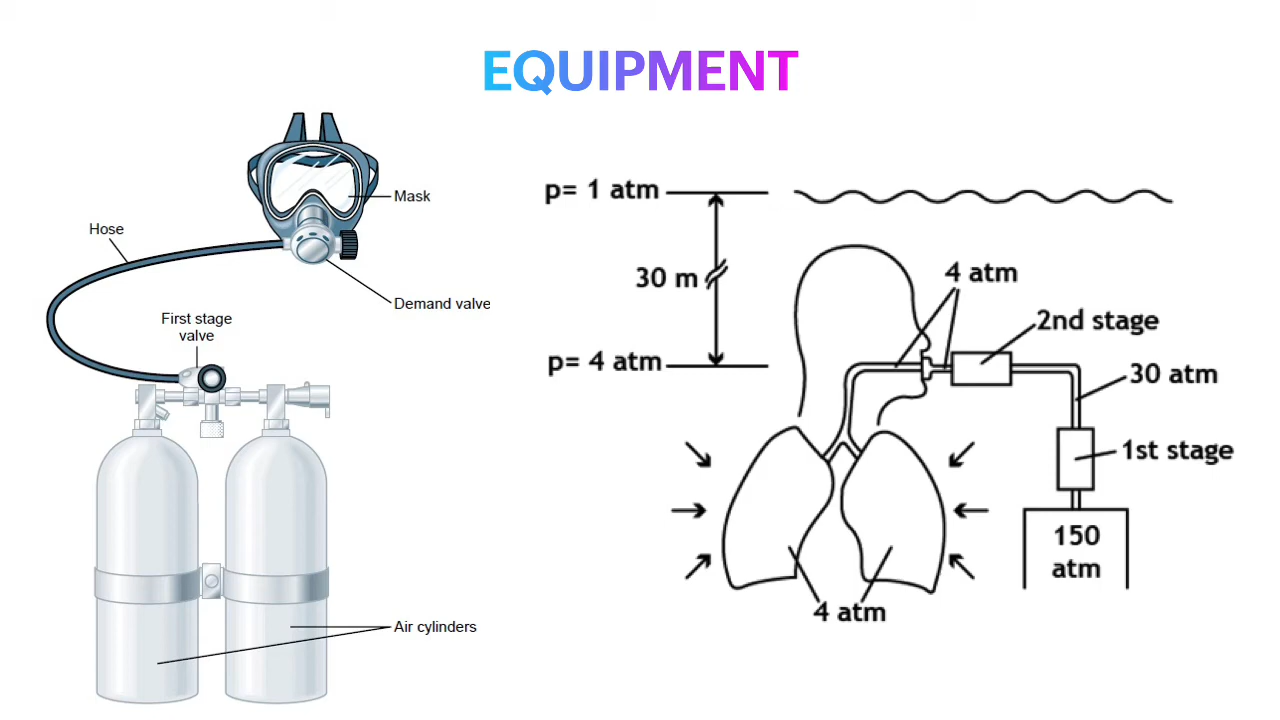 EQUIPMENT
Mask
Hose
Demand valve
First stage
valve
Air cylinders
p= 1 atm
30 m
p= 4 atm
4 atm
2nd stage
30 atm
1st stage
150
atm
4 atm